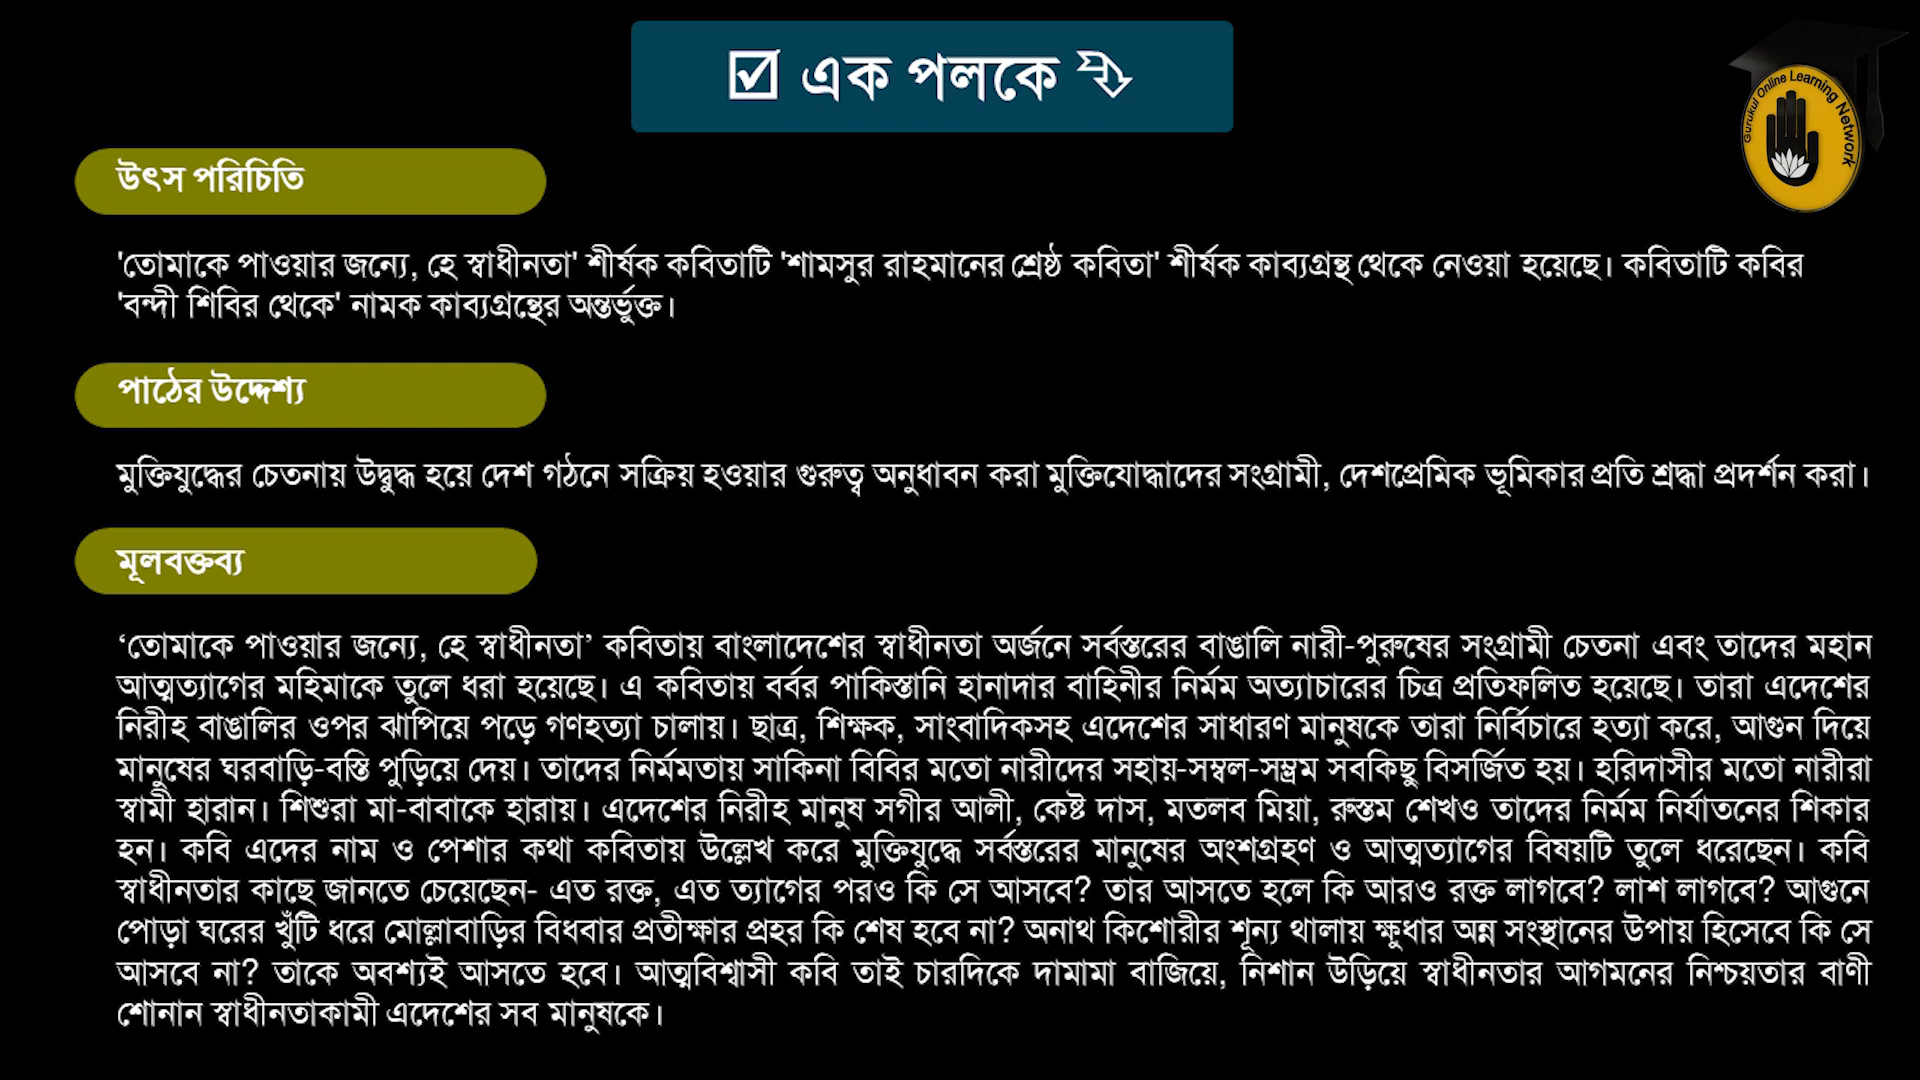 ☑ এক পলকে
Gurukul Online Learning Network
উৎস পরিচিতি
'তোমাকে পাওয়ার জন্যে, হে স্বাধীনতা' শীর্ষক কবিতাটি 'শামসুর রাহমানের শ্রেষ্ঠ কবিতা' শীর্ষক কাব্যগ্রন্থ থেকে নেওয়া হয়েছে। কবিতাটি কবির
'বন্দী শিবির থেকে' নামক কাব্যগ্রন্থের অন্তর্ভুক্ত।
পাঠের উদ্দেশ্য
মুক্তিযুদ্ধের চেতনায় উদ্বুদ্ধ হয়ে দেশ গঠনে সক্রিয় হওয়ার গুরুত্ব অনুধাবন করা মুক্তিযোদ্ধাদের সংগ্রামী, দেশপ্রেমিক ভূমিকার প্রতি শ্রদ্ধা প্রদর্শন করা।
মূলবক্তব্য
‘তোমাকে পাওয়ার জন্যে, হে স্বাধীনতা’ কবিতায় বাংলাদেশের স্বাধীনতা অর্জনে সর্বস্তরের বাঙালি নারী-পুরুষের সংগ্রামী চেতনা এবং তাদের মহান
আত্মত্যাগের মহিমাকে তুলে ধরা হয়েছে। এ কবিতায় বর্বর পাকিস্তানি হানাদার বাহিনীর নির্মম অত্যাচারের চিত্র প্রতিফলিত হয়েছে। তারা এদেশের
নিরীহ বাঙালির ওপর ঝাপিয়ে পড়ে গণহত্যা চালায়। ছাত্র, শিক্ষক, সাংবাদিকসহ এদেশের সাধারণ মানুষকে তারা নির্বিচারে হত্যা করে, আগুন দিয়ে
মানুষের ঘরবাড়ি-বস্তি পুড়িয়ে দেয়। তাদের নির্মমতায় সাকিনা বিবির মতো নারীদের সহায়-সম্বল-সম্ভ্রম সবকিছু বিসর্জিত হয়। হরিদাসীর মতো নারীরা
স্বামী হারান। শিশুরা মা-বাবাকে হারায়। এদেশের নিরীহ মানুষ সগীর আলী, কেষ্ট দাস, মতলব মিয়া, রুস্তম শেখও তাদের নির্মম নির্যাতনের শিকার
হন। কবি এদের নাম ও পেশার কথা কবিতায় উল্লেখ করে মুক্তিযুদ্ধে সর্বস্তরের মানুষের অংশগ্রহণ ও আত্মত্যাগের বিষয়টি তুলে ধরেছেন। কবি
স্বাধীনতার কাছে জানতে চেয়েছেন- এত রক্ত, এত ত্যাগের পরও কি সে আসবে? তার আসতে হলে কি আরও রক্ত লাগবে? লাশ লাগবে? আগুনে
পোড়া ঘরের খুঁটি ধরে মোল্লাবাড়ির বিধবার প্রতীক্ষার প্রহর কি শেষ হবে না? অনাথ কিশোরীর শূন্য থালায় ক্ষুধার অন্ন সংস্থানের উপায় হিসেবে কি সে
আসবে না? তাকে অবশ্যই আসতে হবে। আত্মবিশ্বাসী কবি তাই চারদিকে দামামা বাজিয়ে, নিশান উড়িয়ে স্বাধীনতার আগমনের নিশ্চয়তার বাণী
শোনান স্বাধীনতাকামী এদেশের সব মানুষকে।